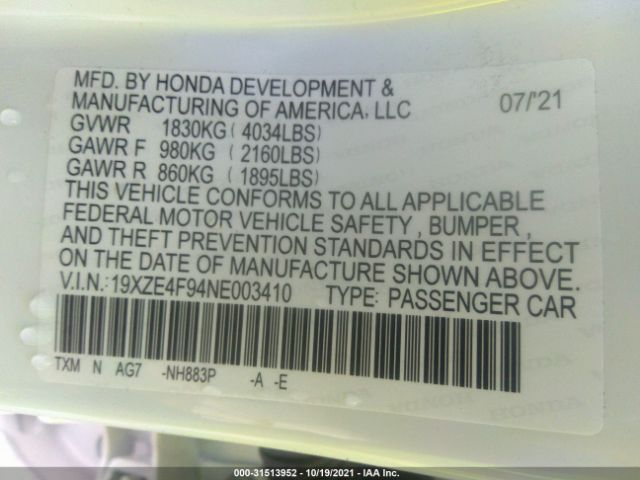 MFD. BY HONDA DEVELOPMENT &
MANUFACTURING OF AMERICA, LLC 07/'21
GVWR 1830KG ( 4034LBS)
GAWR F 980KG ( 2160LBS)
GAWR R 860KG ( 1895LBS)
THIS VEHICLE CONFORMS TO ALL APPLICABLE
FEDERAL MOTOR VEHICLE SAFETY , BUMPER ,
AND THEFT PREVENTION STANDARDS IN EFFECT
ON THE DATE OF MANUFACTURE SHOWN ABOVE.
V.I.N.:19XZE4F94NE003410 TYPE: PASSENGER CAR
TXM N AG7 -NH883P -A -E
000-31513952 - 10/19/2021 - IAA Inc.